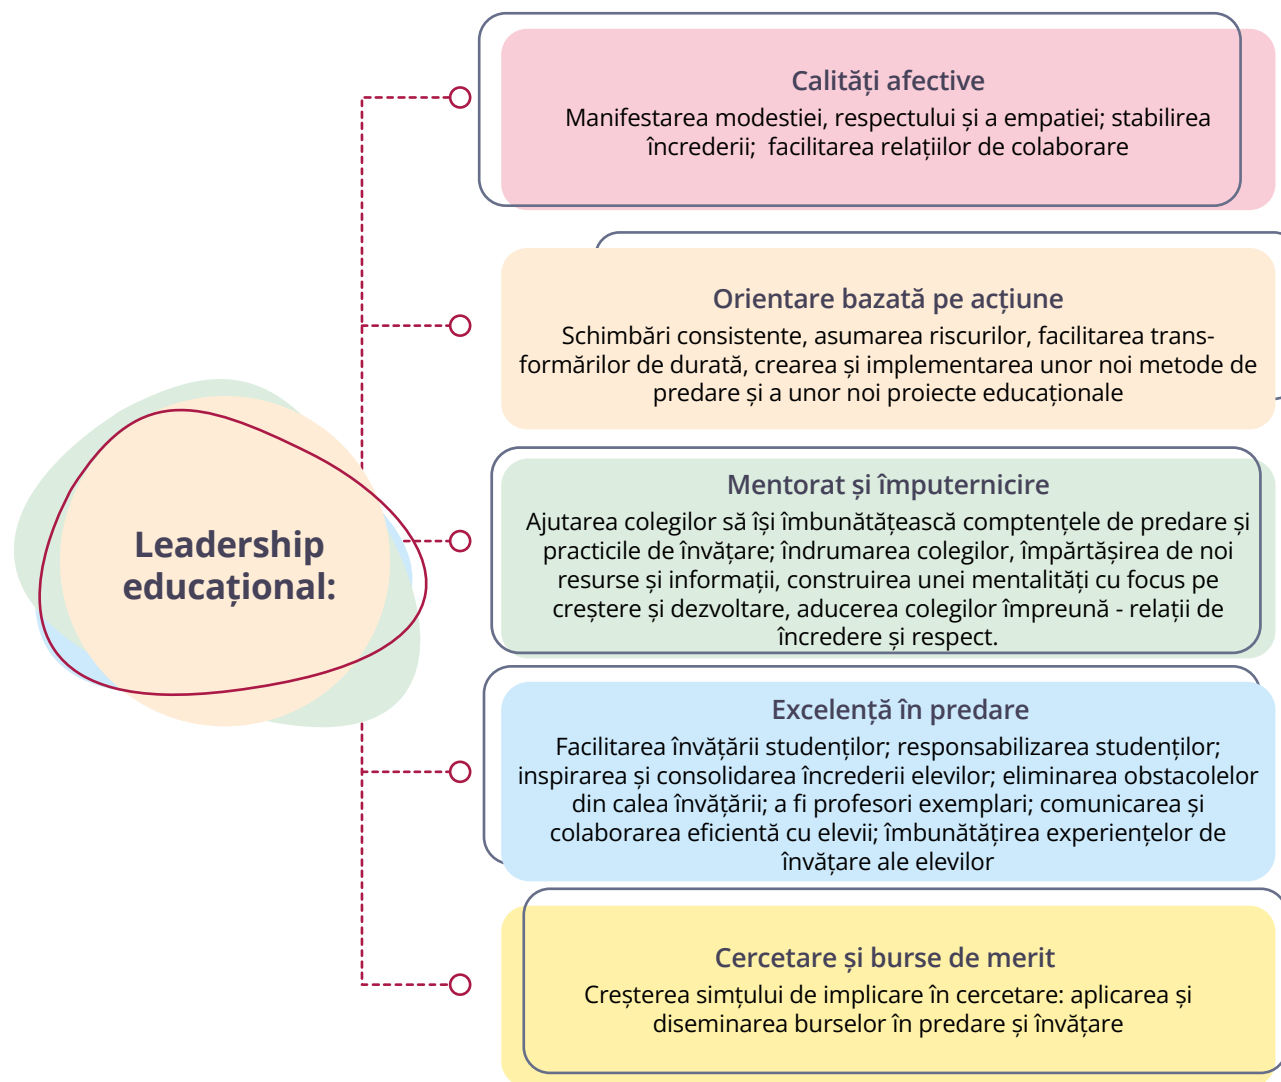 Calități afective
Manifestarea modestiei, respectului și a empatiei; stabilirea
încrederii;  facilitarea relațiilor de colaborare
Orientare bazată pe acțiune
Schimbări consistente, asumarea riscurilor, facilitarea trans-
formărilor de durată, crearea și implementarea unor noi metode de
predare și a unor noi proiecte educaționale
Leadership
educațional:
Mentorat și împuternicire
Ajutarea colegilor să își îmbunătățească comptențele de predare și
practicile de învățare; îndrumarea colegilor, împărtășirea de noi
resurse și informații, construirea unei mentalități cu focus pe
creștere și dezvoltare, aducerea colegilor împreună - relații de
încredere și respect.
Excelență în predare
Facilitarea învățării studenților; responsabilizarea studenților;
inspirarea și consolidarea încrederii elevilor; eliminarea obstacolelor
din calea învățării; a fi profesori exemplari; comunicarea și
colaborarea eficientă cu elevii; îmbunătățirea experiențelor de
învățare ale elevilor
Cercetare și burse de merit
Creșterea simțului de implicare în cercetare: aplicarea și
diseminarea burselor în predare și învățare